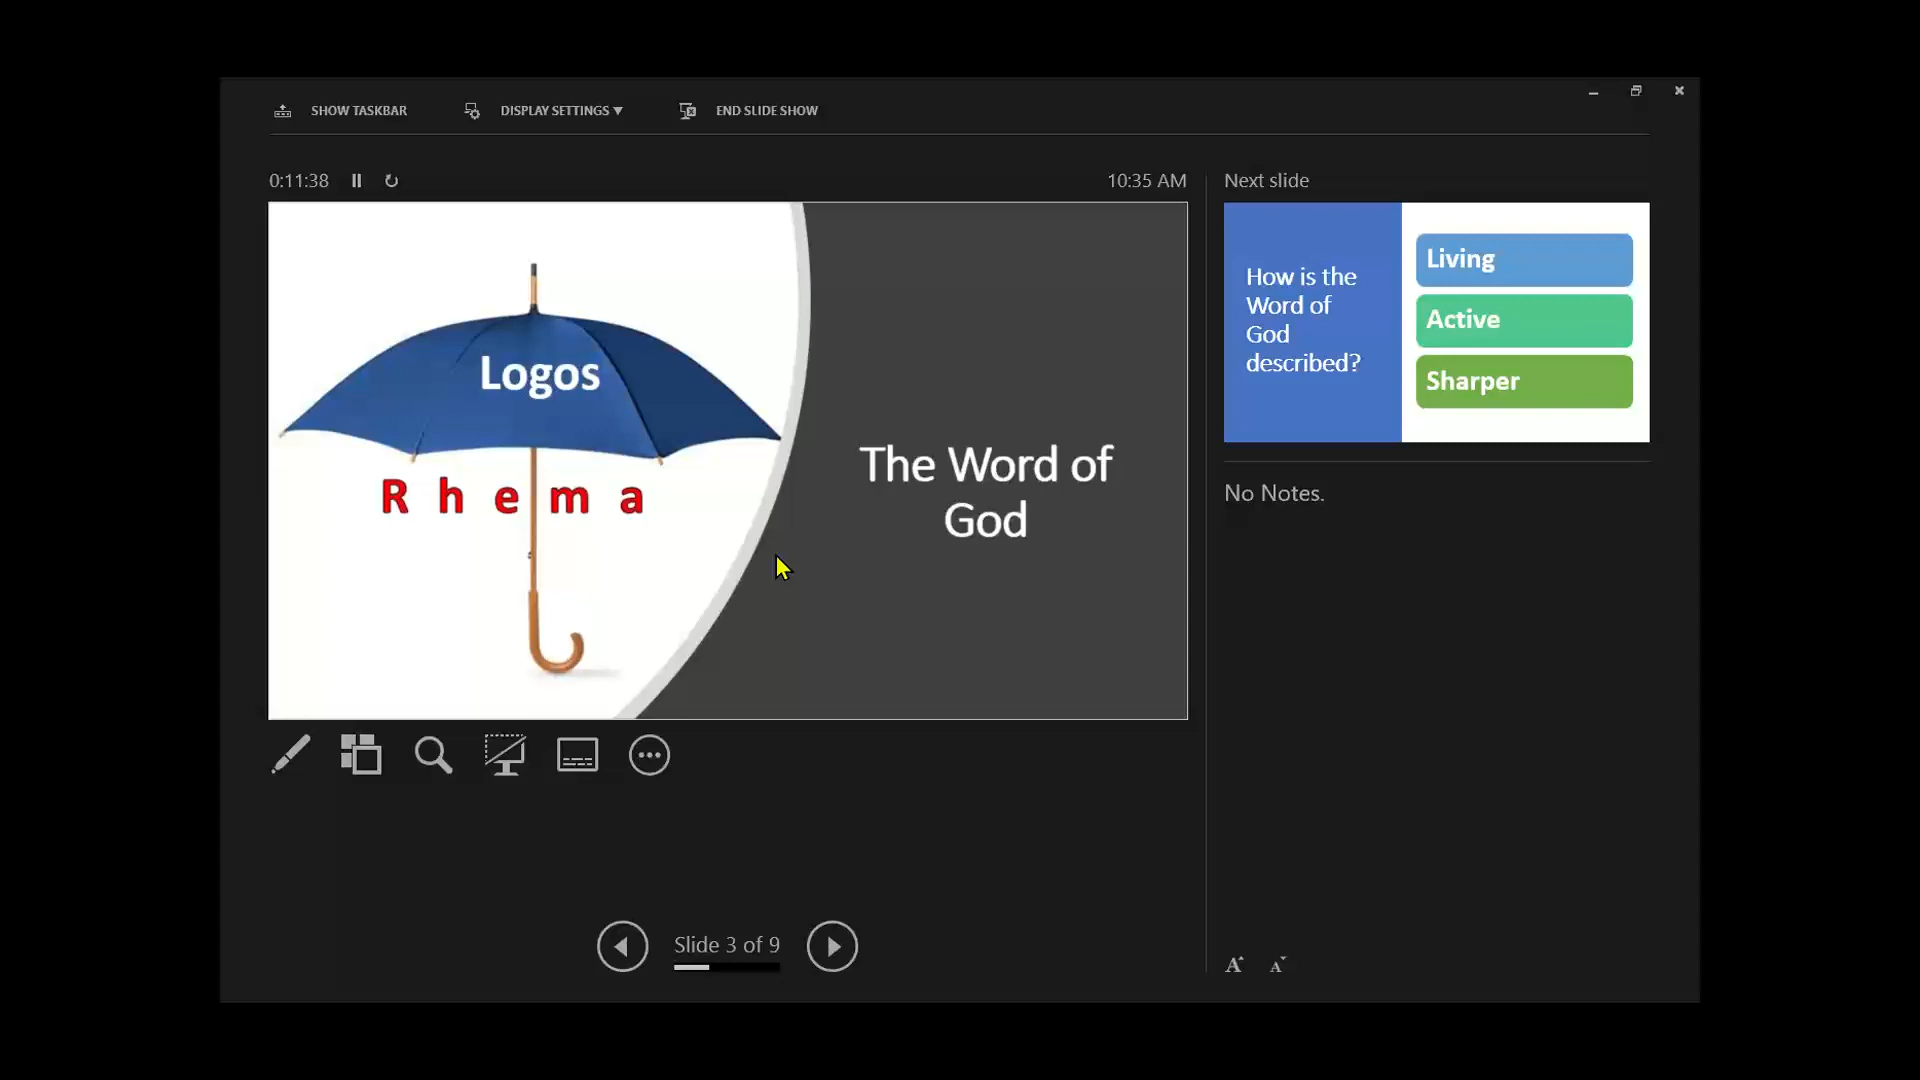 SHOW TASKBAR
DISPLAY SETTINGS ▼
END SLIDE SHOW
0:11:38
10:35 AM
Next slide
Logos
R h e m a
The Word of
God
How is the
Word of
God
described?
Living
Active
Sharper
No Notes.
Slide 3 of 9
A A